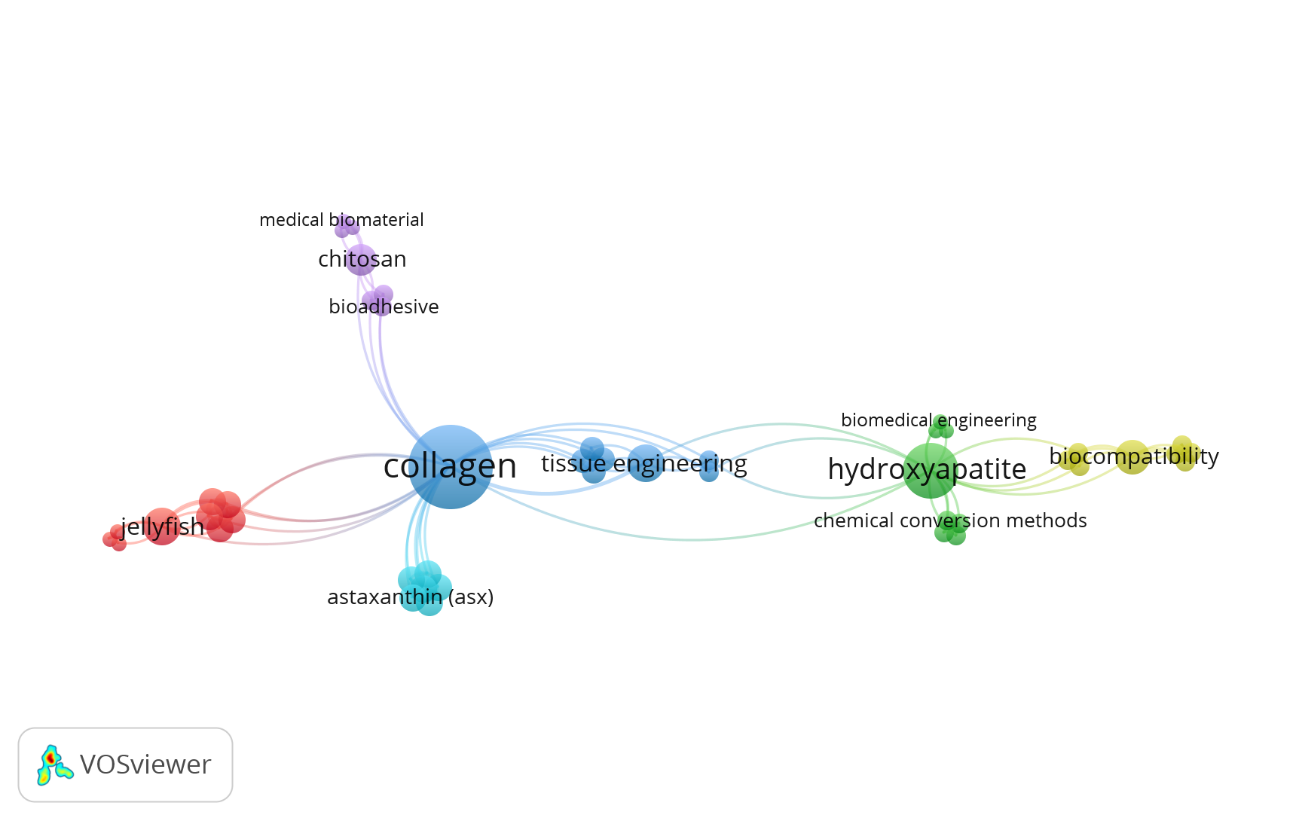 medical biomaterial
chitosan
bioadhesive
biomedical engineering
collagen
tissue engineering
hydroxyapatite
biocompatibility
jellyfish
chemical conversion methods
astaxanthin (asx)
VOSviewer